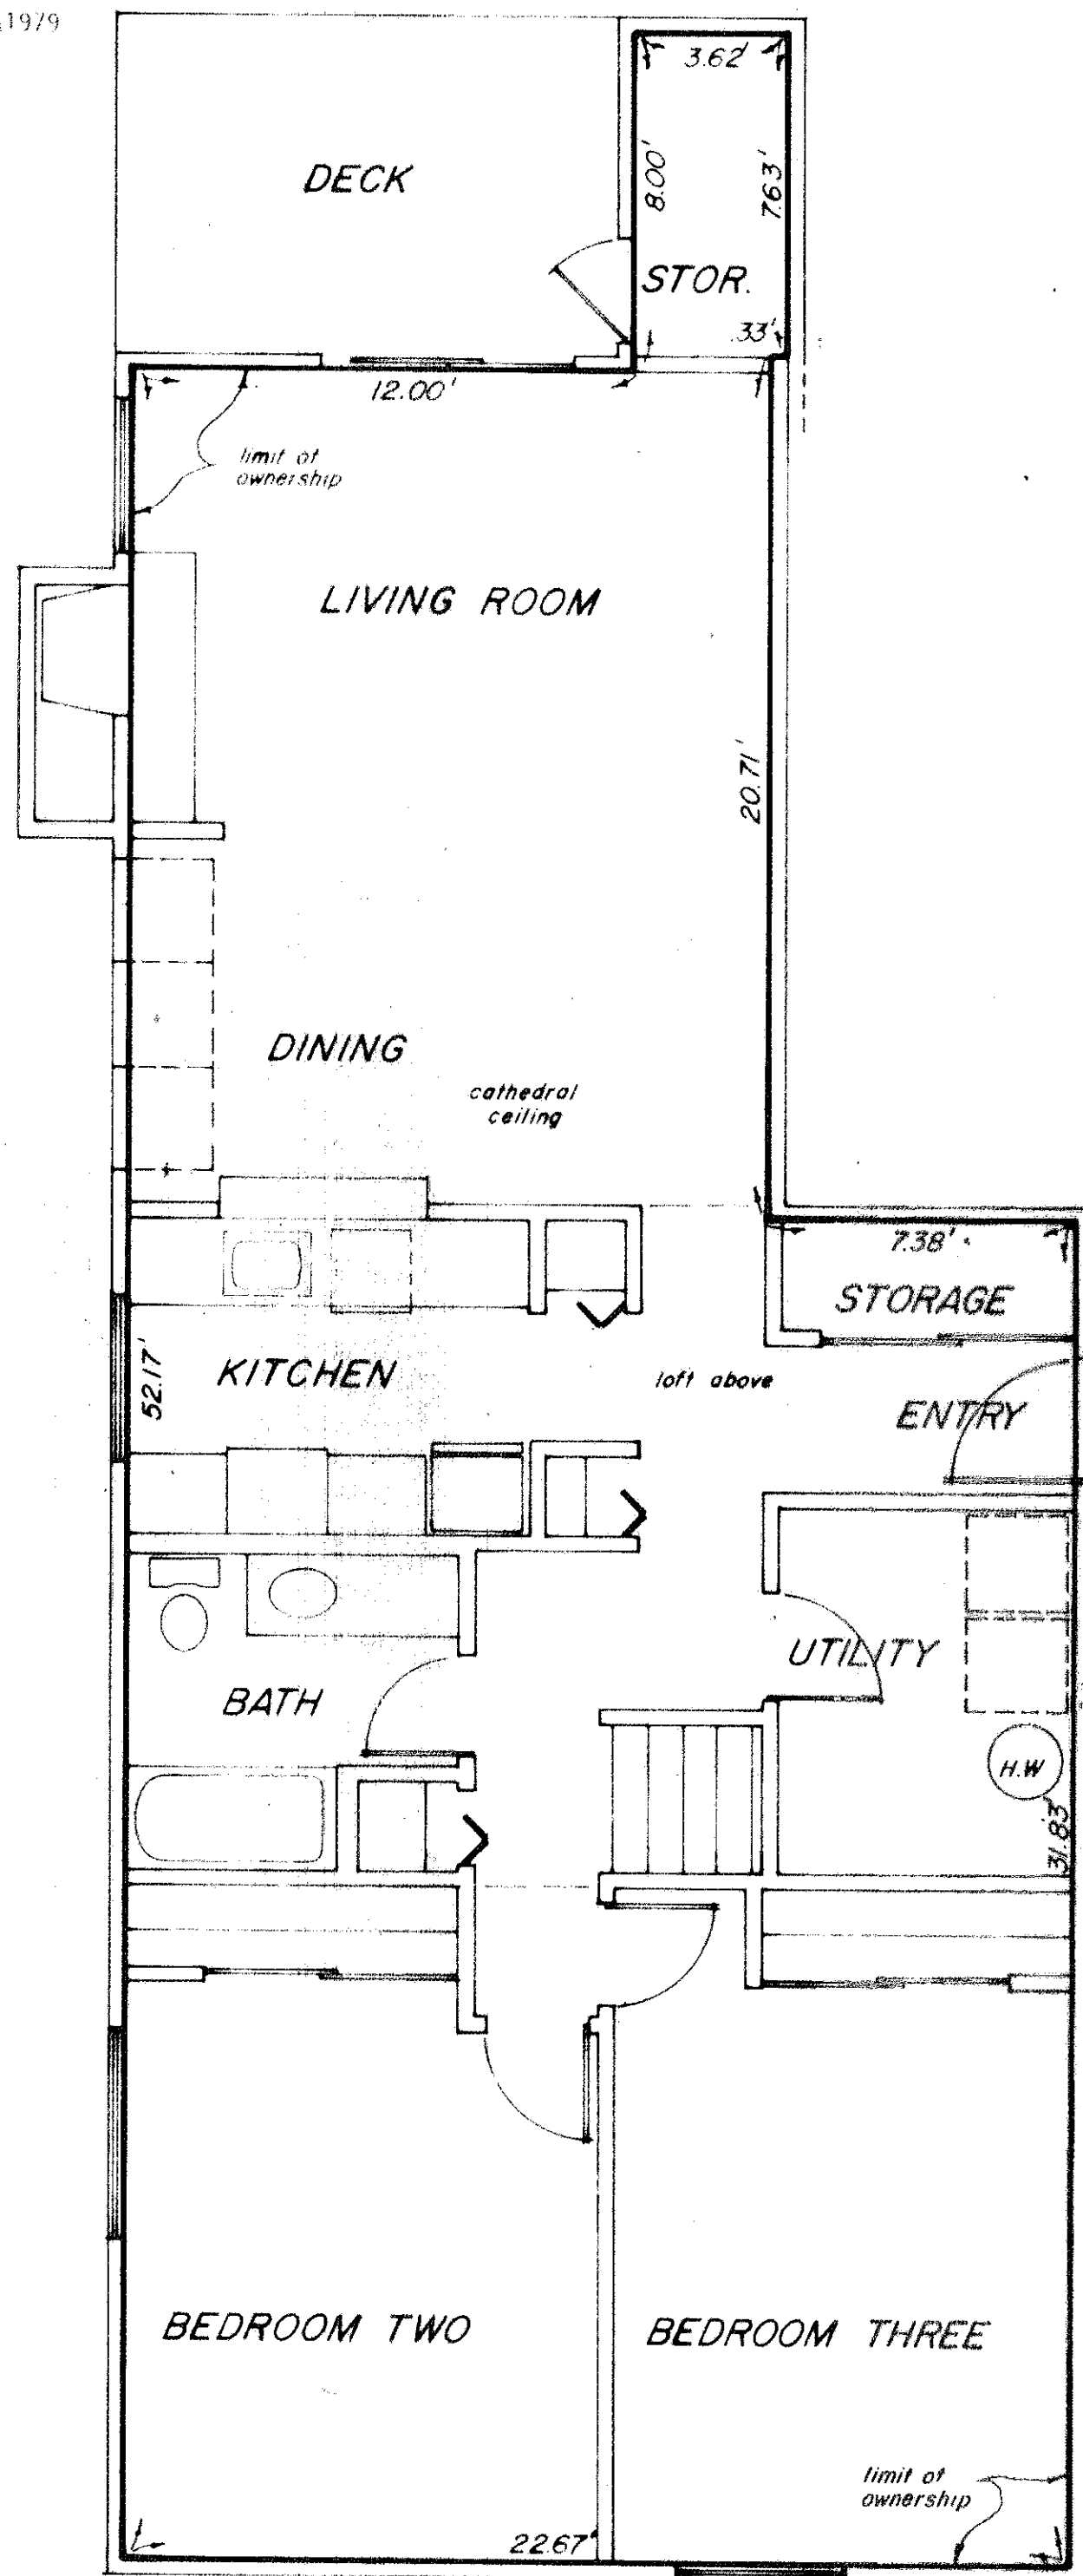 1979
3.62'
DECK
8.00'
7.63'
STOR.
.33'
12.00'
limit of
ownership
LIVING ROOM
20.71'
DINING
cathedral
ceiling
7.38'
STORAGE
52.17'
KITCHEN
loft above
ENTRY
UTILITY
BATH
H.W
31.83'
BEDROOM TWO
BEDROOM THREE
limit of
ownership
22.67'